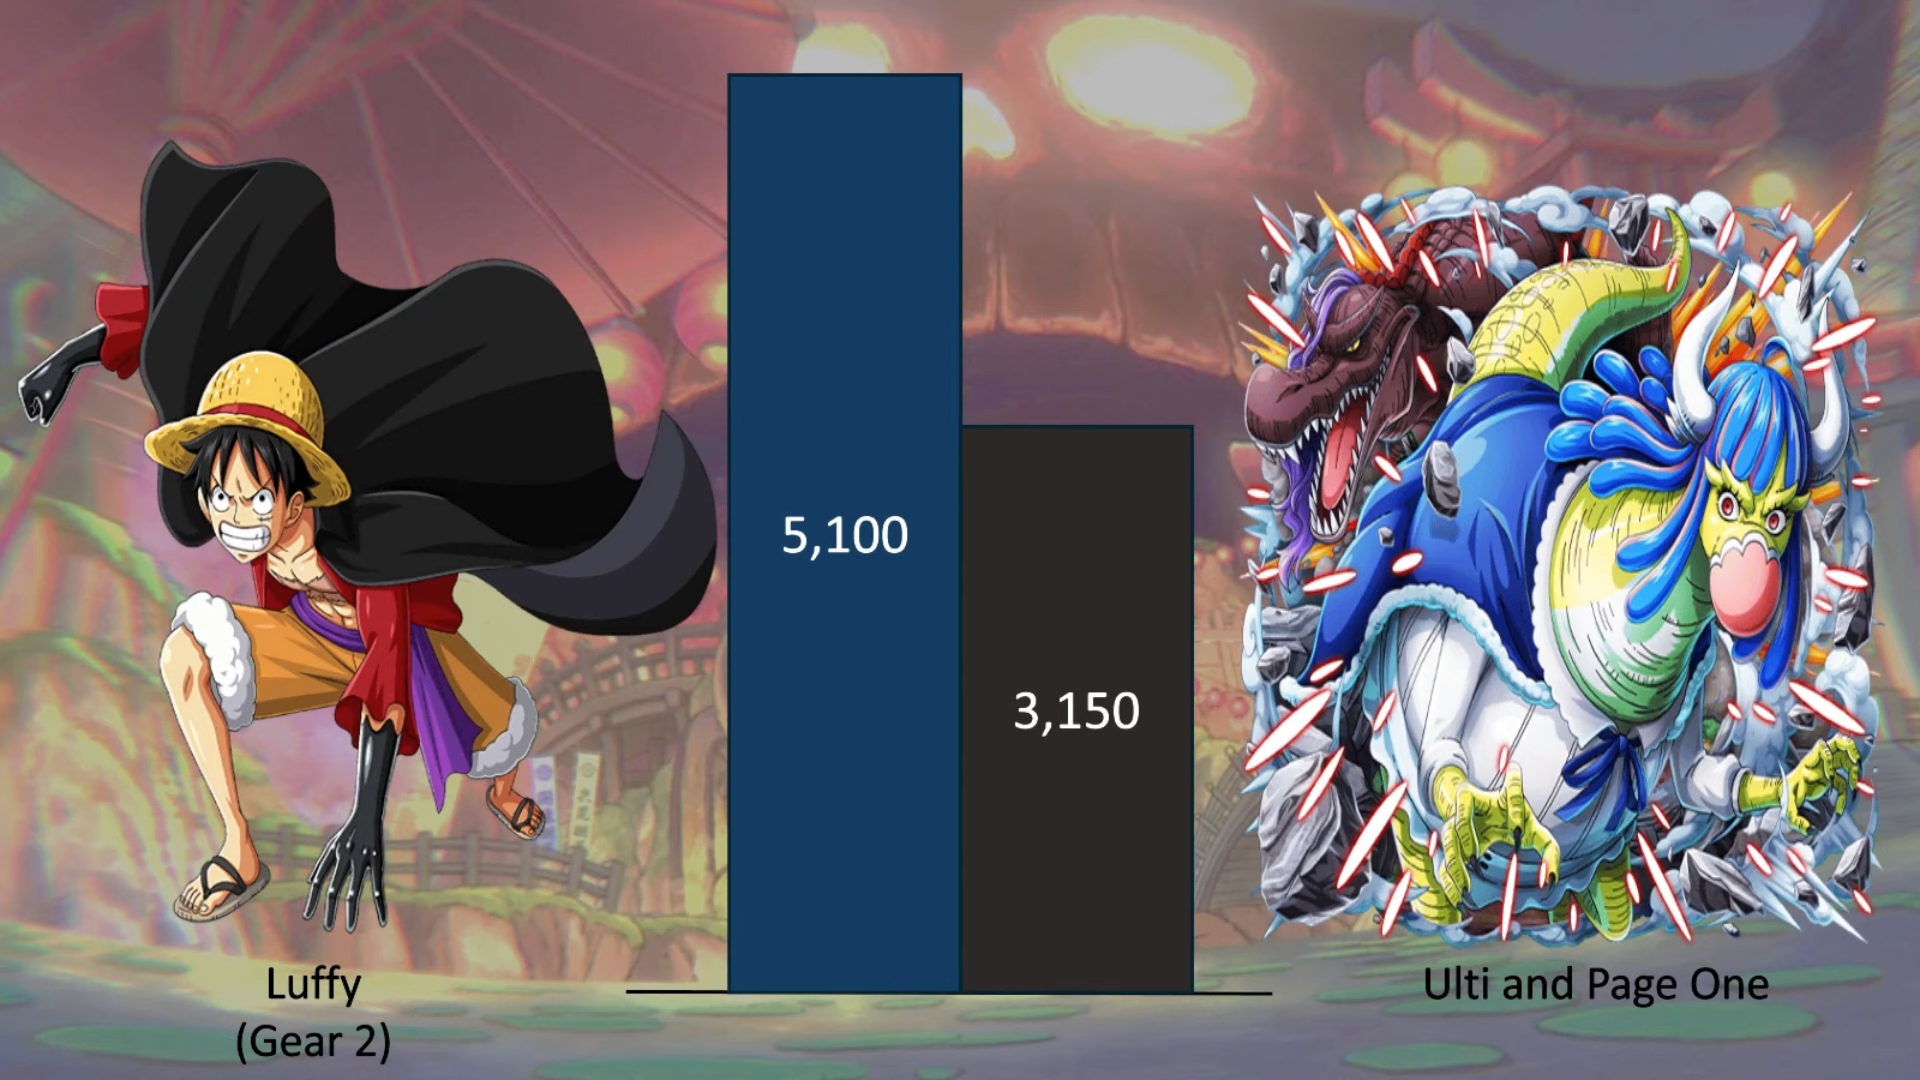 5,100
3,150
Luffy
(Gear 2)
Ulti and Page One